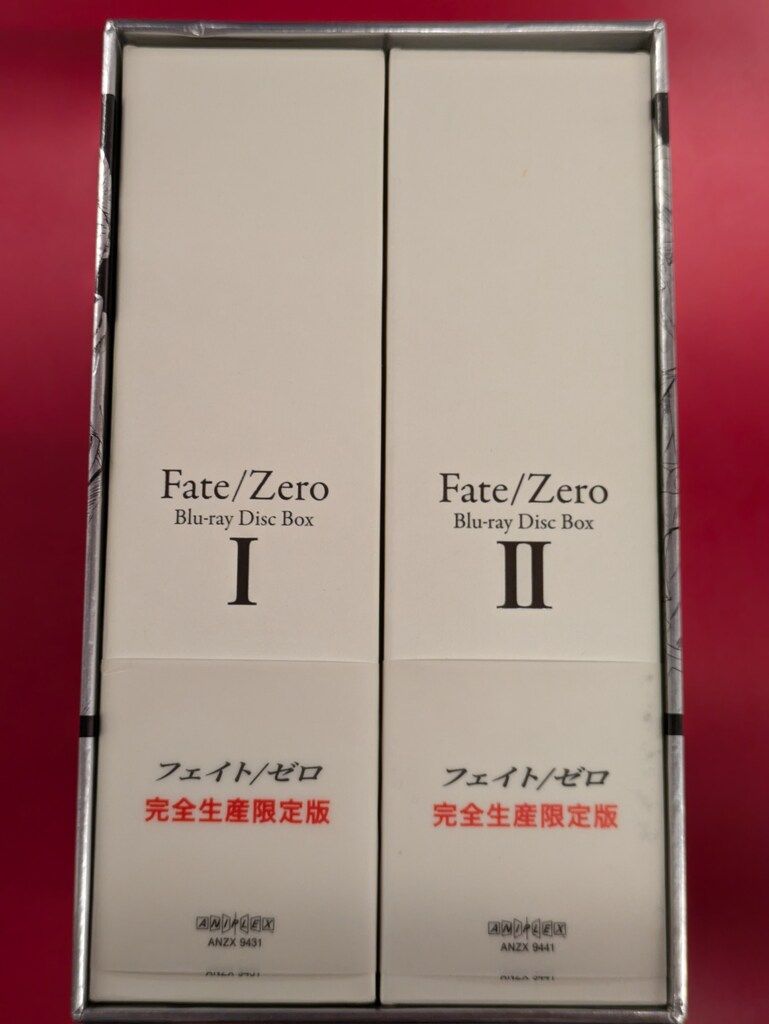 Fate/Zero
Blu-ray Disc Box
I
フェイト/ゼロ
完全生産限定版
ANIPLEX
ANZX 9431
Fate/Zero
Blu-ray Disc Box
II
フェイト/ゼロ
完全生産限定版
ANIPLEX
ANZX 9441